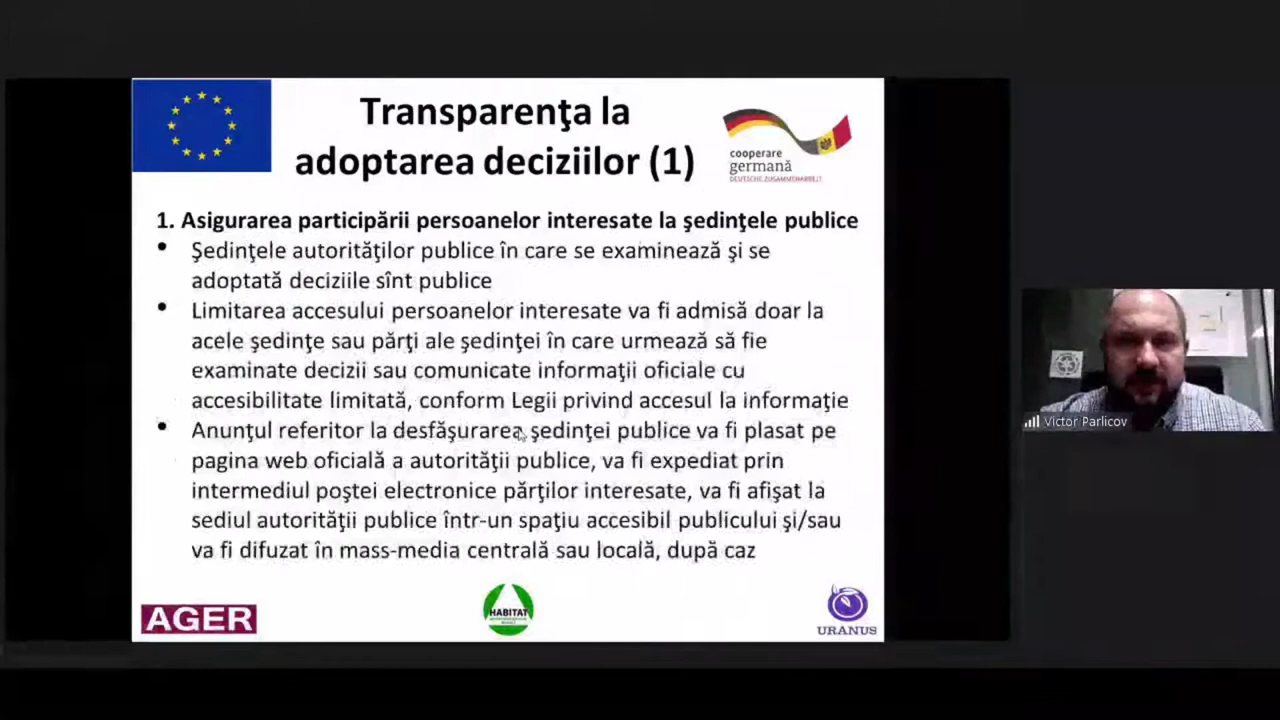 Transparenţa la
adoptarea deciziilor (1)
cooperare
germană
DEUTSCHE ZUSAMMENARBEIT
1. Asigurarea participării persoanelor interesate la şedinţele publice
• Şedinţele autorităţilor publice în care se examinează şi se
adoptată deciziile sînt publice
• Limitarea accesului persoanelor interesate va fi admisă doar la
acele şedinţe sau părţi ale şedinţei în care urmează să fie
examinate decizii sau comunicate informaţii oficiale cu
accesibilitate limitată, conform Legii privind accesul la informaţie
• Anunţul referitor la desfăşurarea şedinţei publice va fi plasat pe
pagina web oficială a autorităţii publice, va fi expediat prin
intermediul poştei electronice părţilor interesate, va fi afişat la
sediul autorităţii publice într-un spaţiu accesibil publicului şi/sau
va fi difuzat în mass-media centrală sau locală, după caz
AGER
HABITAT
URANUS
Victor Parlicov